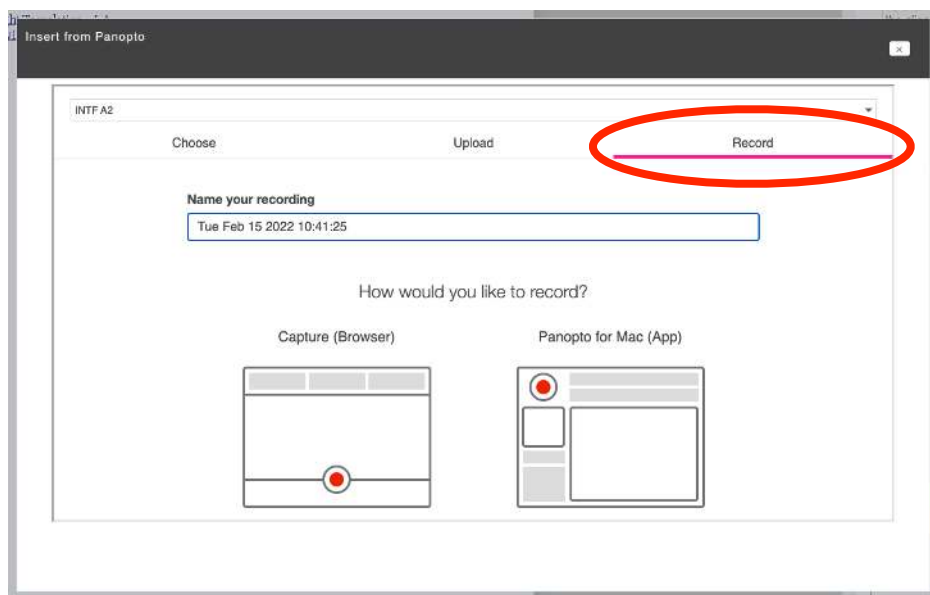 Insert from Panopto
x
INTF A2
Choose Upload Record
Name your recording
Tue Feb 15 2022 10:41:25
How would you like to record?
Capture (Browser) Panopto for Mac (App)